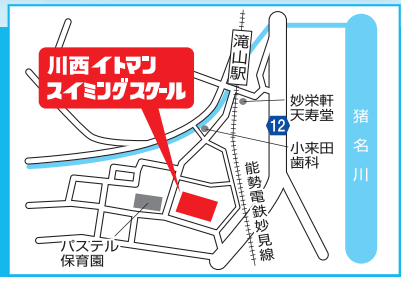 川西イトマン
スイミングスクール
滝山駅
妙栄軒
天寿堂
12
小来田
歯科
猪名川
能勢電鉄妙見線
パステル
保育園